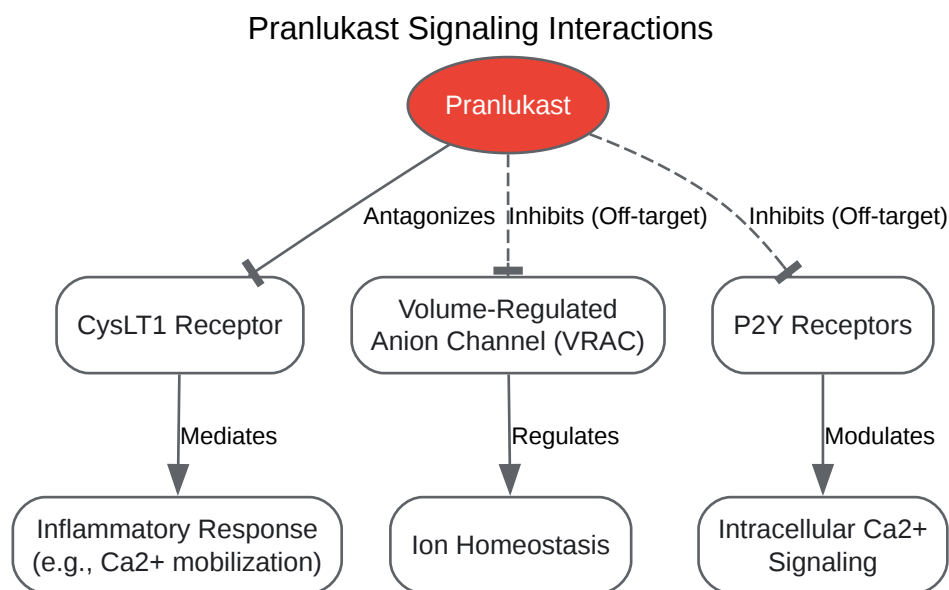 Pranlukast Signaling Interactions
Pranlukast
Antagonizes
Inhibits (Off-target)
Inhibits (Off-target)
CysLT1 Receptor
Volume-Regulated
Anion Channel (VRAC)
P2Y Receptors
Mediates
Regulates
Modulates
Inflammatory Response
(e.g., Ca2+ mobilization)
Ion Homeostasis
Intracellular Ca2+
Signaling